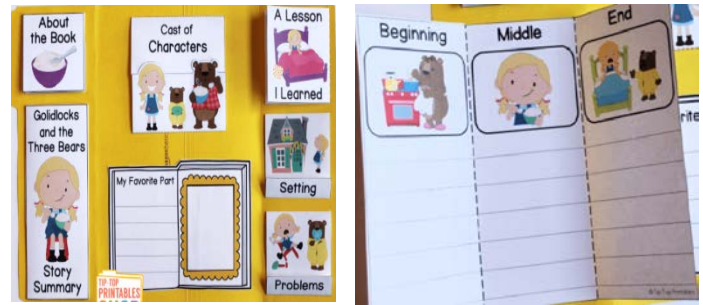 About
the Book
Goldilocks
and the
Three Bears
Story
Summary
Cast of
Characters
My Favorite Part
TIP-TOP
PRINTABLES
A Lesson
I Learned
Setting
Problems
Beginning
Middle
End